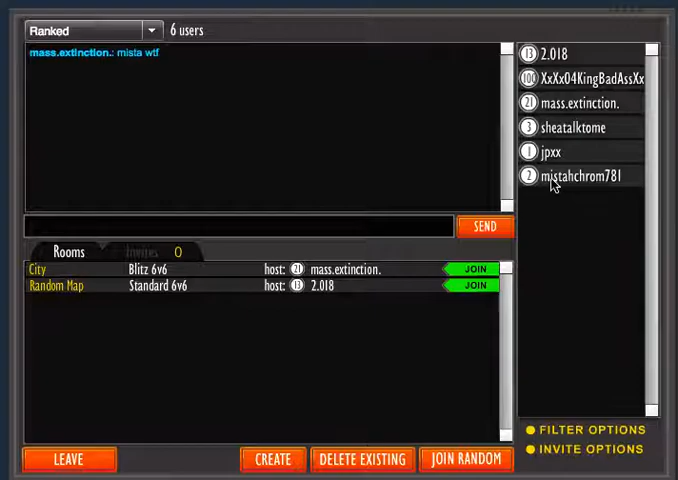 Ranked 6 users
mass.extinction.: mista wtf
13 2.018
100 XxXx04KingBadAssXx
21 mass.extinction.
3 sheatalktome
1 jpxx
2 mistahchrom781
SEND
Rooms Invites 0
City Blitz 6v6 host: 21 mass.extinction. JOIN
Random Map Standard 6v6 host: 13 2.018 JOIN
FILTER OPTIONS
INVITE OPTIONS
LEAVE CREATE DELETE EXISTING JOIN RANDOM